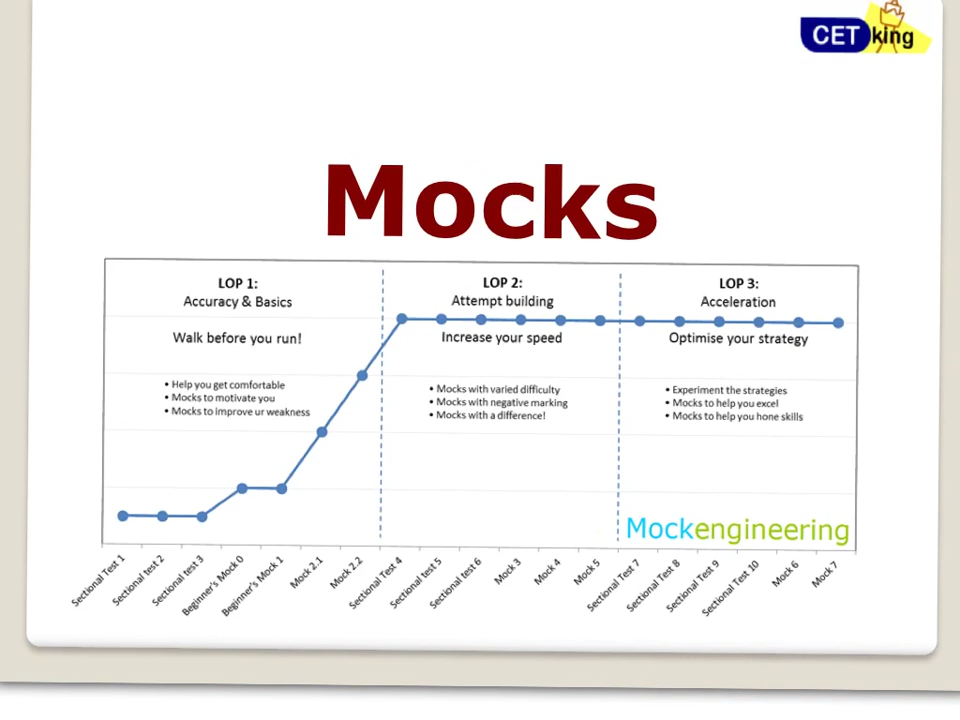 CET king
Mocks
LOP 1:
Accuracy & Basics
Walk before you run!
• Help you get comfortable
• Mocks to motivate you
• Mocks to improve ur weakness
LOP 2:
Attempt building
Increase your speed
• Mocks with varied difficulty
• Mocks with negative marking
• Mocks with a difference!
LOP 3:
Acceleration
Optimise your strategy
• Experiment the strategies
• Mocks to help you excel
• Mocks to help you hone skills
Mockengineering
Sectional Test 1
Sectional test 2
Sectional test 3
Beginner's Mock 0
Beginner's Mock 1
Mock 2.1
Mock 2.2
Sectional Test 4
Sectional test 5
Sectional test 6
Mock 3
Mock 4
Mock 5
Sectional Test 7
Sectional Test 8
Sectional Test 9
Sectional Test 10
Mock 6
Mock 7